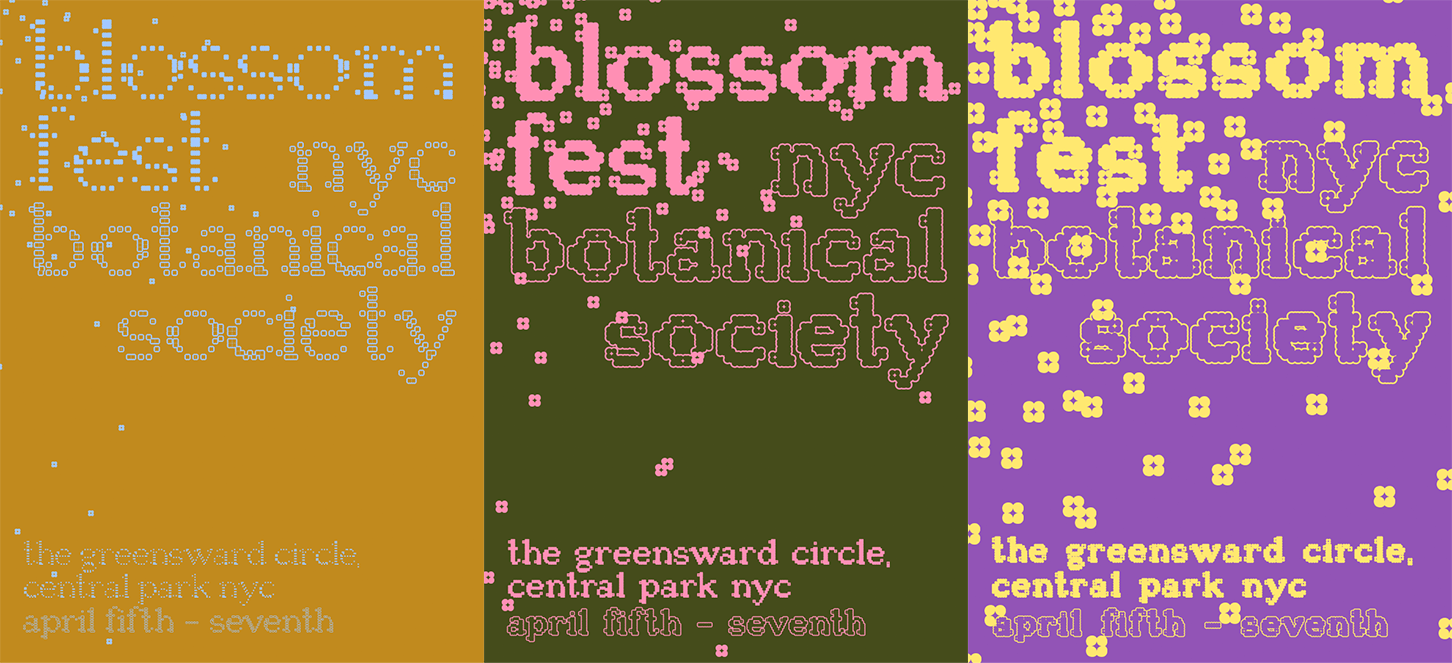 blossom
fest nyc
botanical
society
the greensward circle,
central park nyc
april fifth – seventh
blossom
fest nyc
botanical
society
the greensward circle,
central park nyc
april fifth – seventh
blossom
fest nyc
botanical
society
the greensward circle,
central park nyc
april fifth – seventh